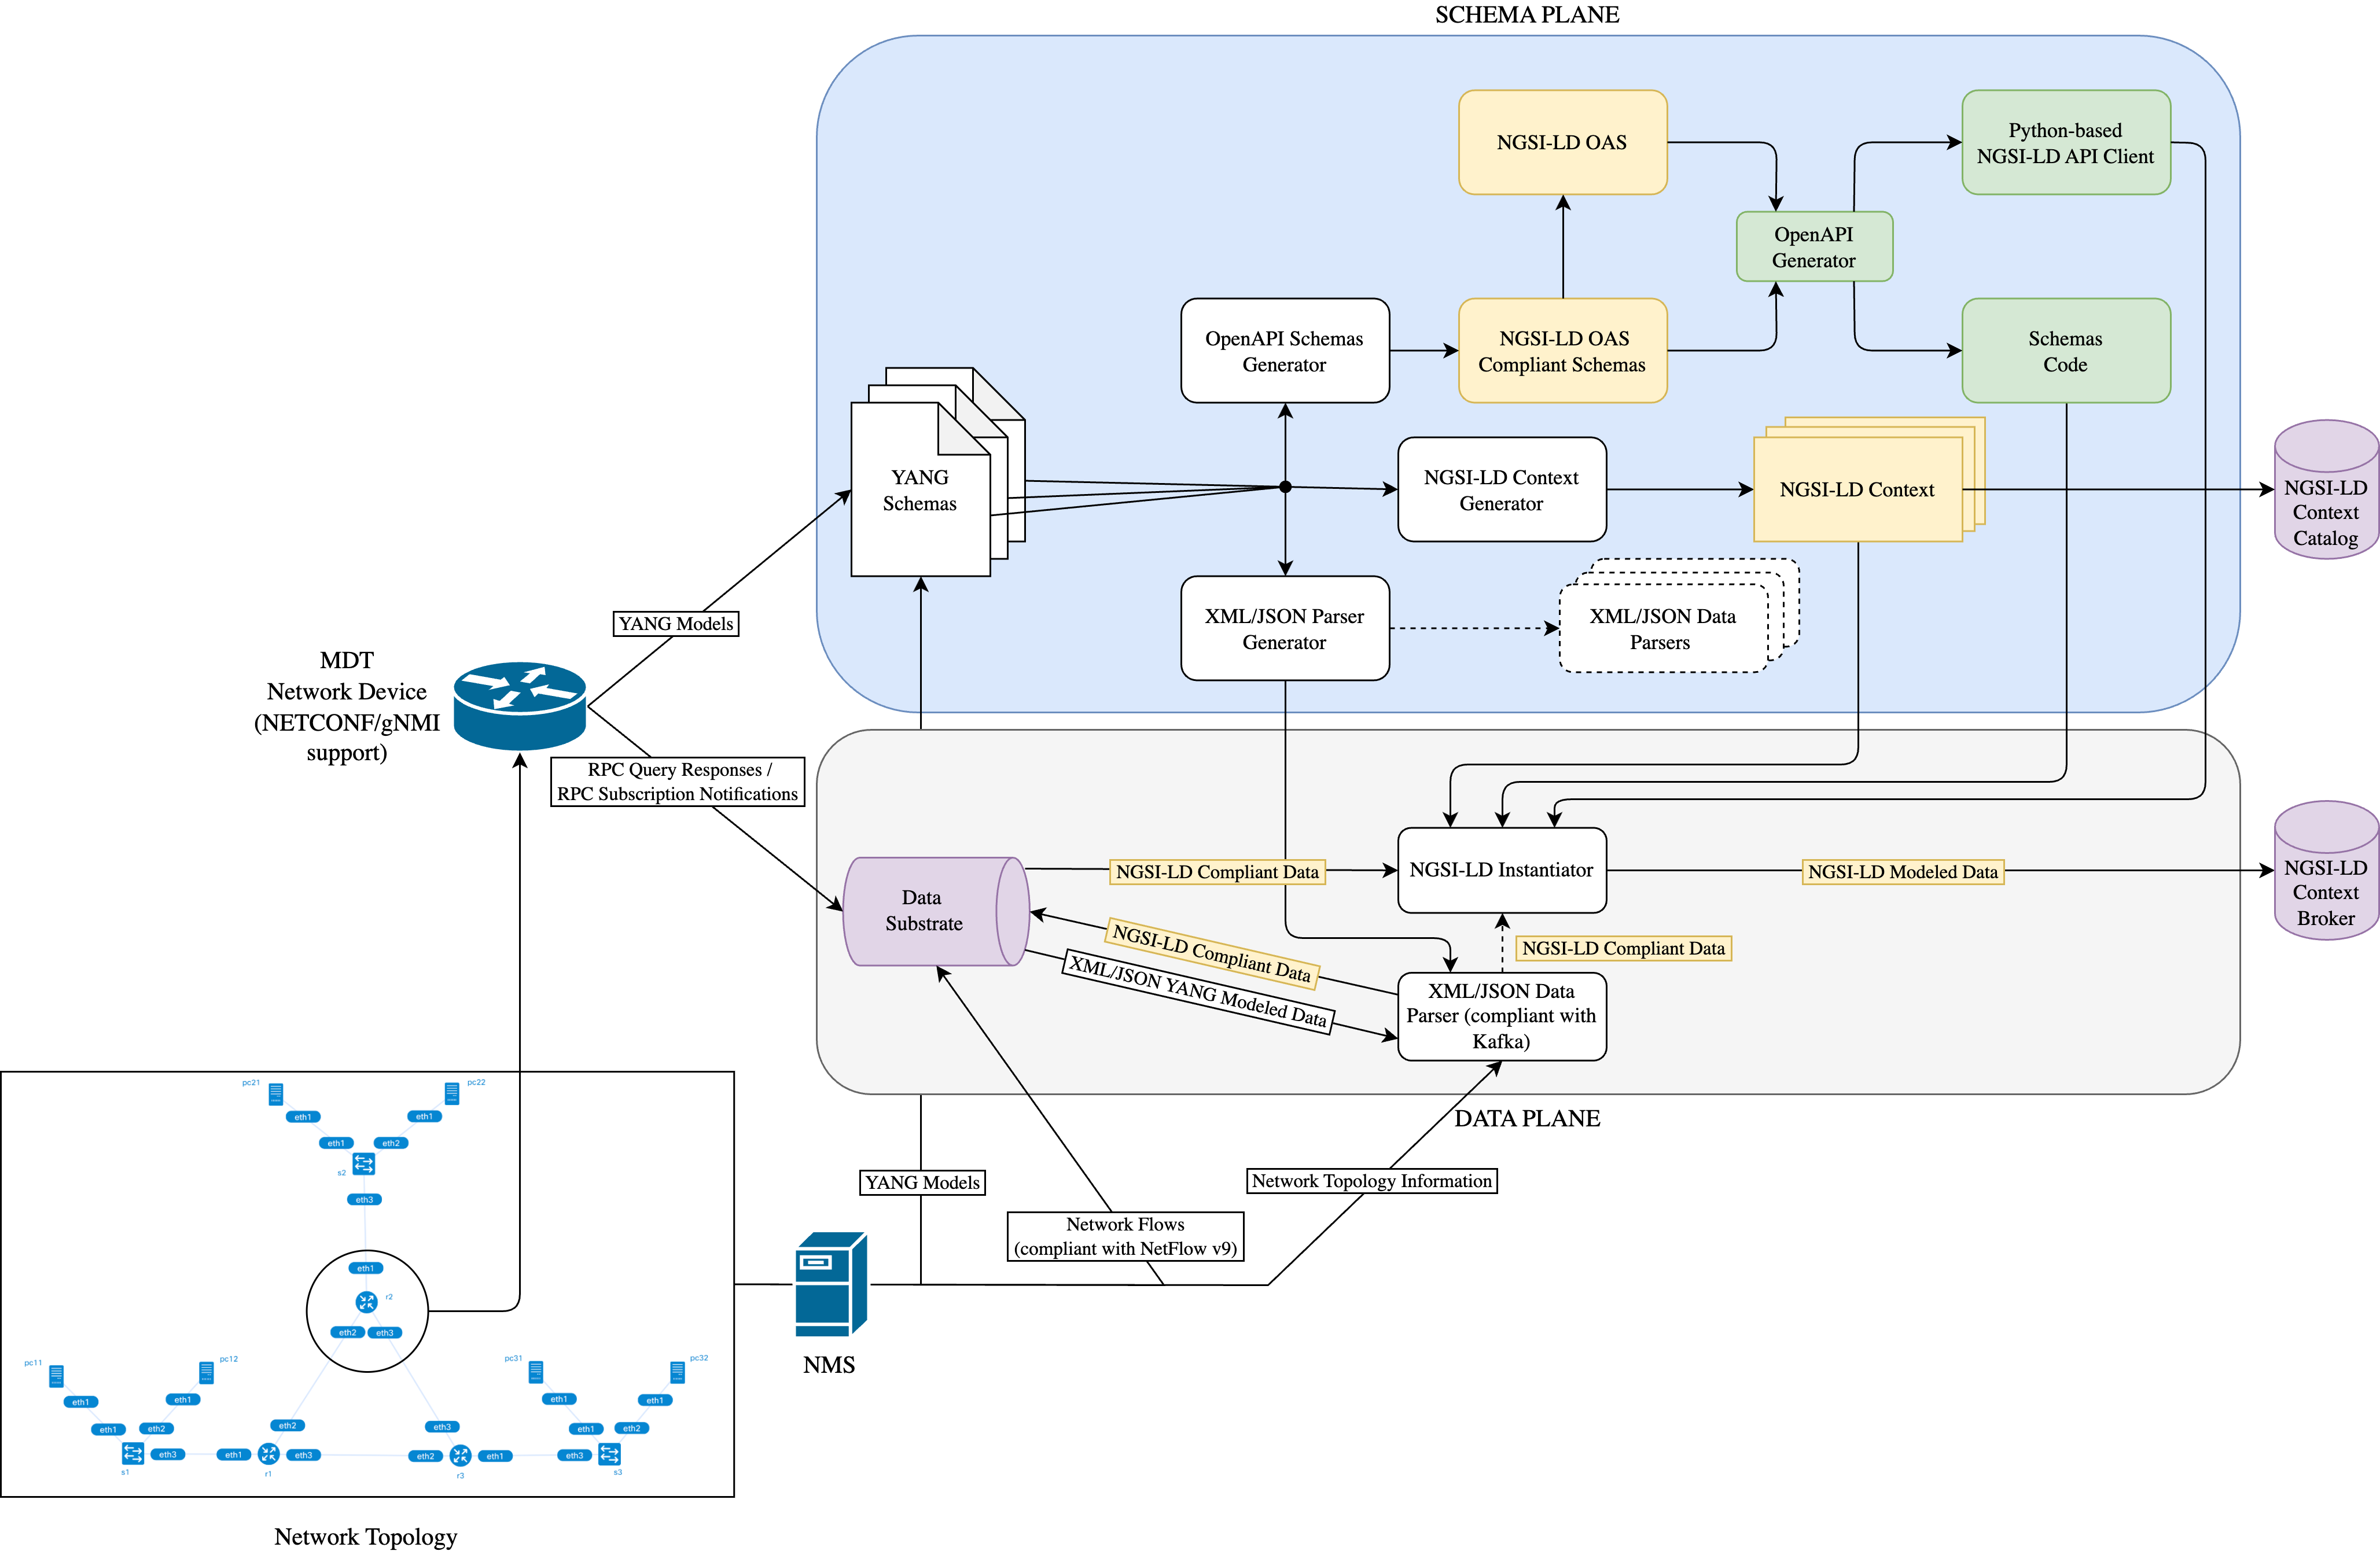 SCHEMA PLANE
NGSI-LD OAS
Python-based
NGSI-LD API Client
OpenAPI
Generator
OpenAPI Schemas
Generator
NGSI-LD OAS
Compliant Schemas
Schemas
Code
YANG
Schemas
NGSI-LD Context
Generator
NGSI-LD Context
NGSI-LD
Context
Catalog
XML/JSON Parser
Generator
XML/JSON Data
Parsers
YANG Models
MDT
Network Device
(NETCONF/gNMI
support)
RPC Query Responses /
RPC Subscription Notifications
Data
Substrate
NGSI-LD Compliant Data
NGSI-LD Instantiator
NGSI-LD Modeled Data
NGSI-LD
Context
Broker
NGSI-LD Compliant Data
NGSI-LD Compliant Data
XML/JSON YANG Modeled Data
XML/JSON Data
Parser (compliant with
Kafka)
DATA PLANE
YANG Models
Network Topology Information
Network Flows
(compliant with NetFlow v9)
NMS
pc21
pc22
eth1
eth1
eth1
eth2
s2
eth3
eth1
r2
eth2
eth3
pc11
pc12
pc31
pc32
eth1
eth1
eth1
eth1
eth1
eth2
eth2
eth3
eth1
eth2
s1
eth3
eth1
r1
eth3
eth2
r3
eth1
eth3
s3
Network Topology